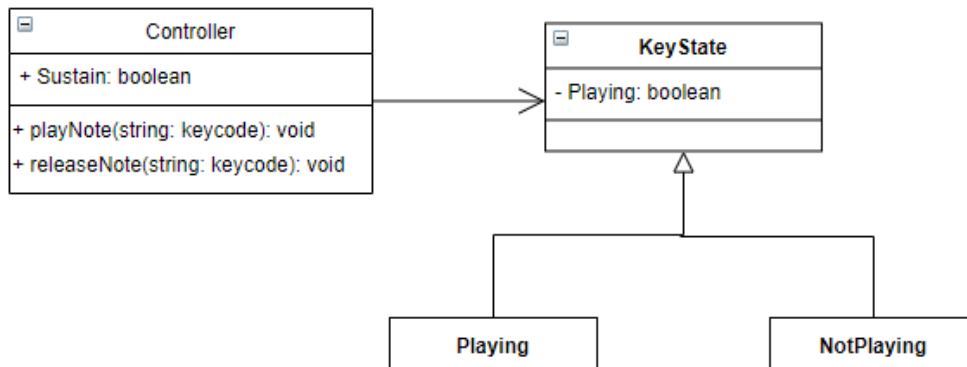 Controller
+ Sustain: boolean
+ playNote(string: keycode): void
+ releaseNote(string: keycode): void
KeyState
- Playing: boolean
Playing
NotPlaying